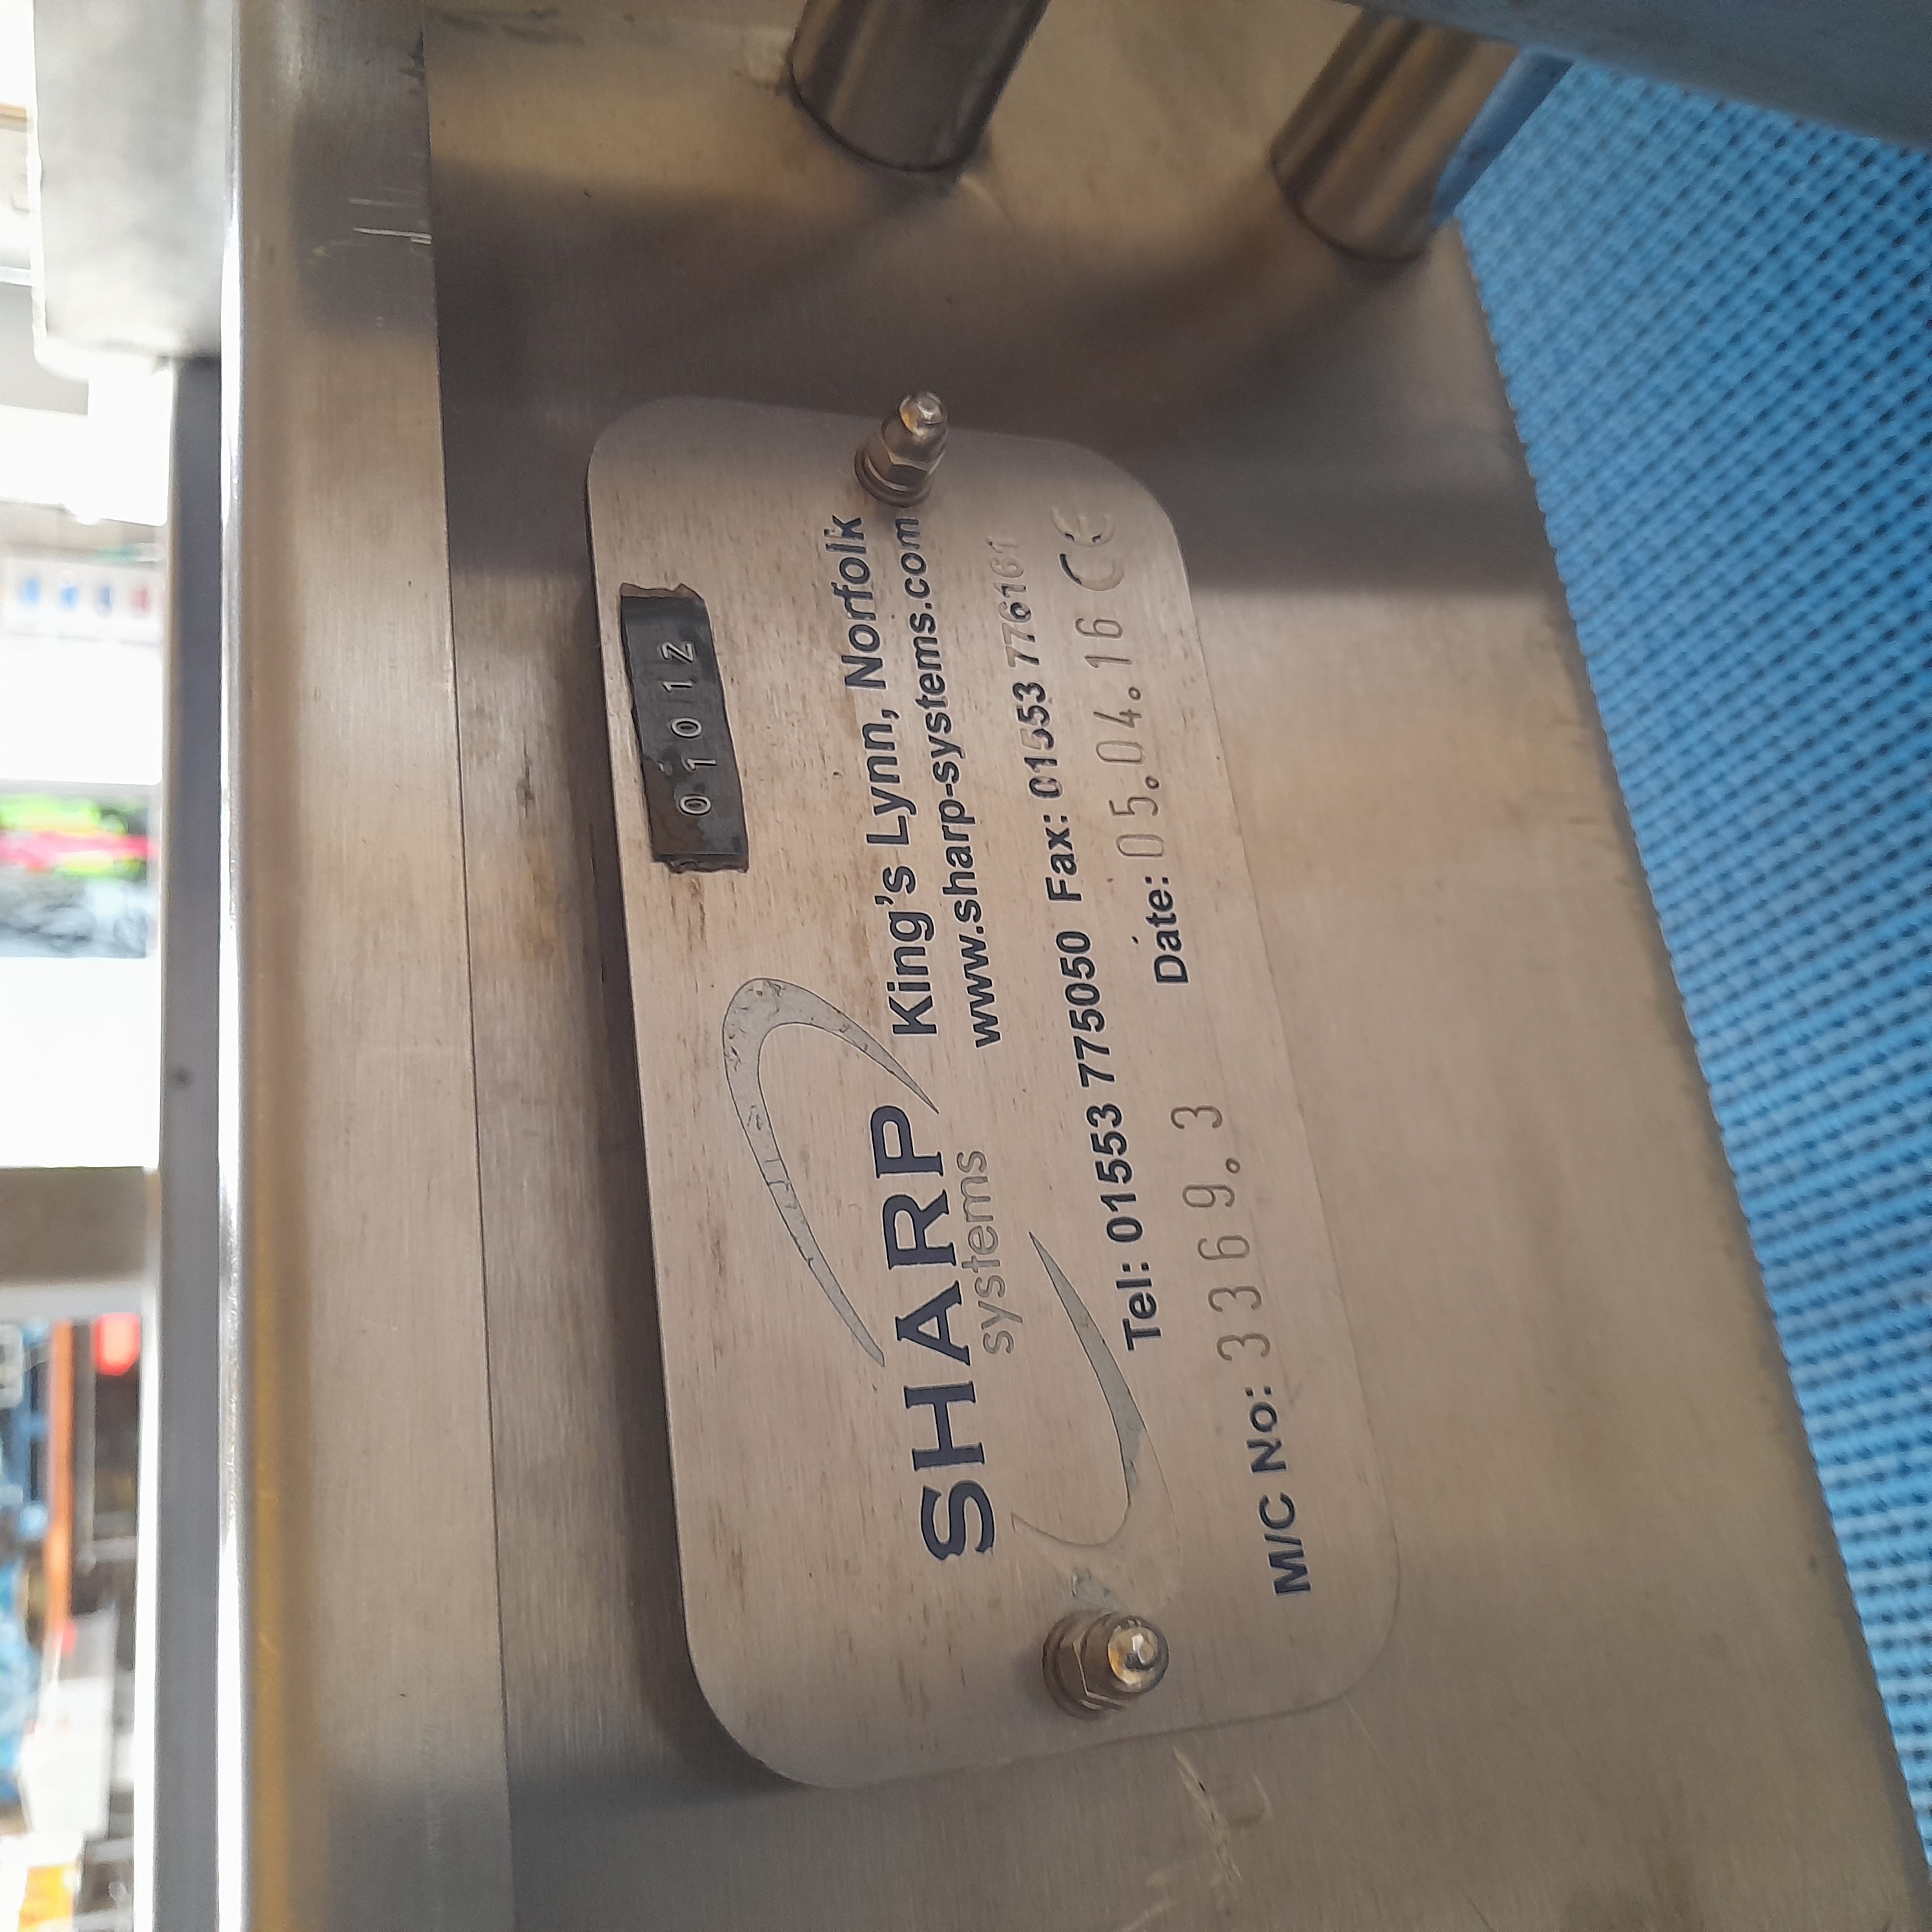 01012
SHARP
systems
King's Lynn, Norfolk
www.sharp-systems.com
Tel: 01553 775050 Fax: 01553 776161
M/C No: 3369.3 Date: 05.04.16 CE